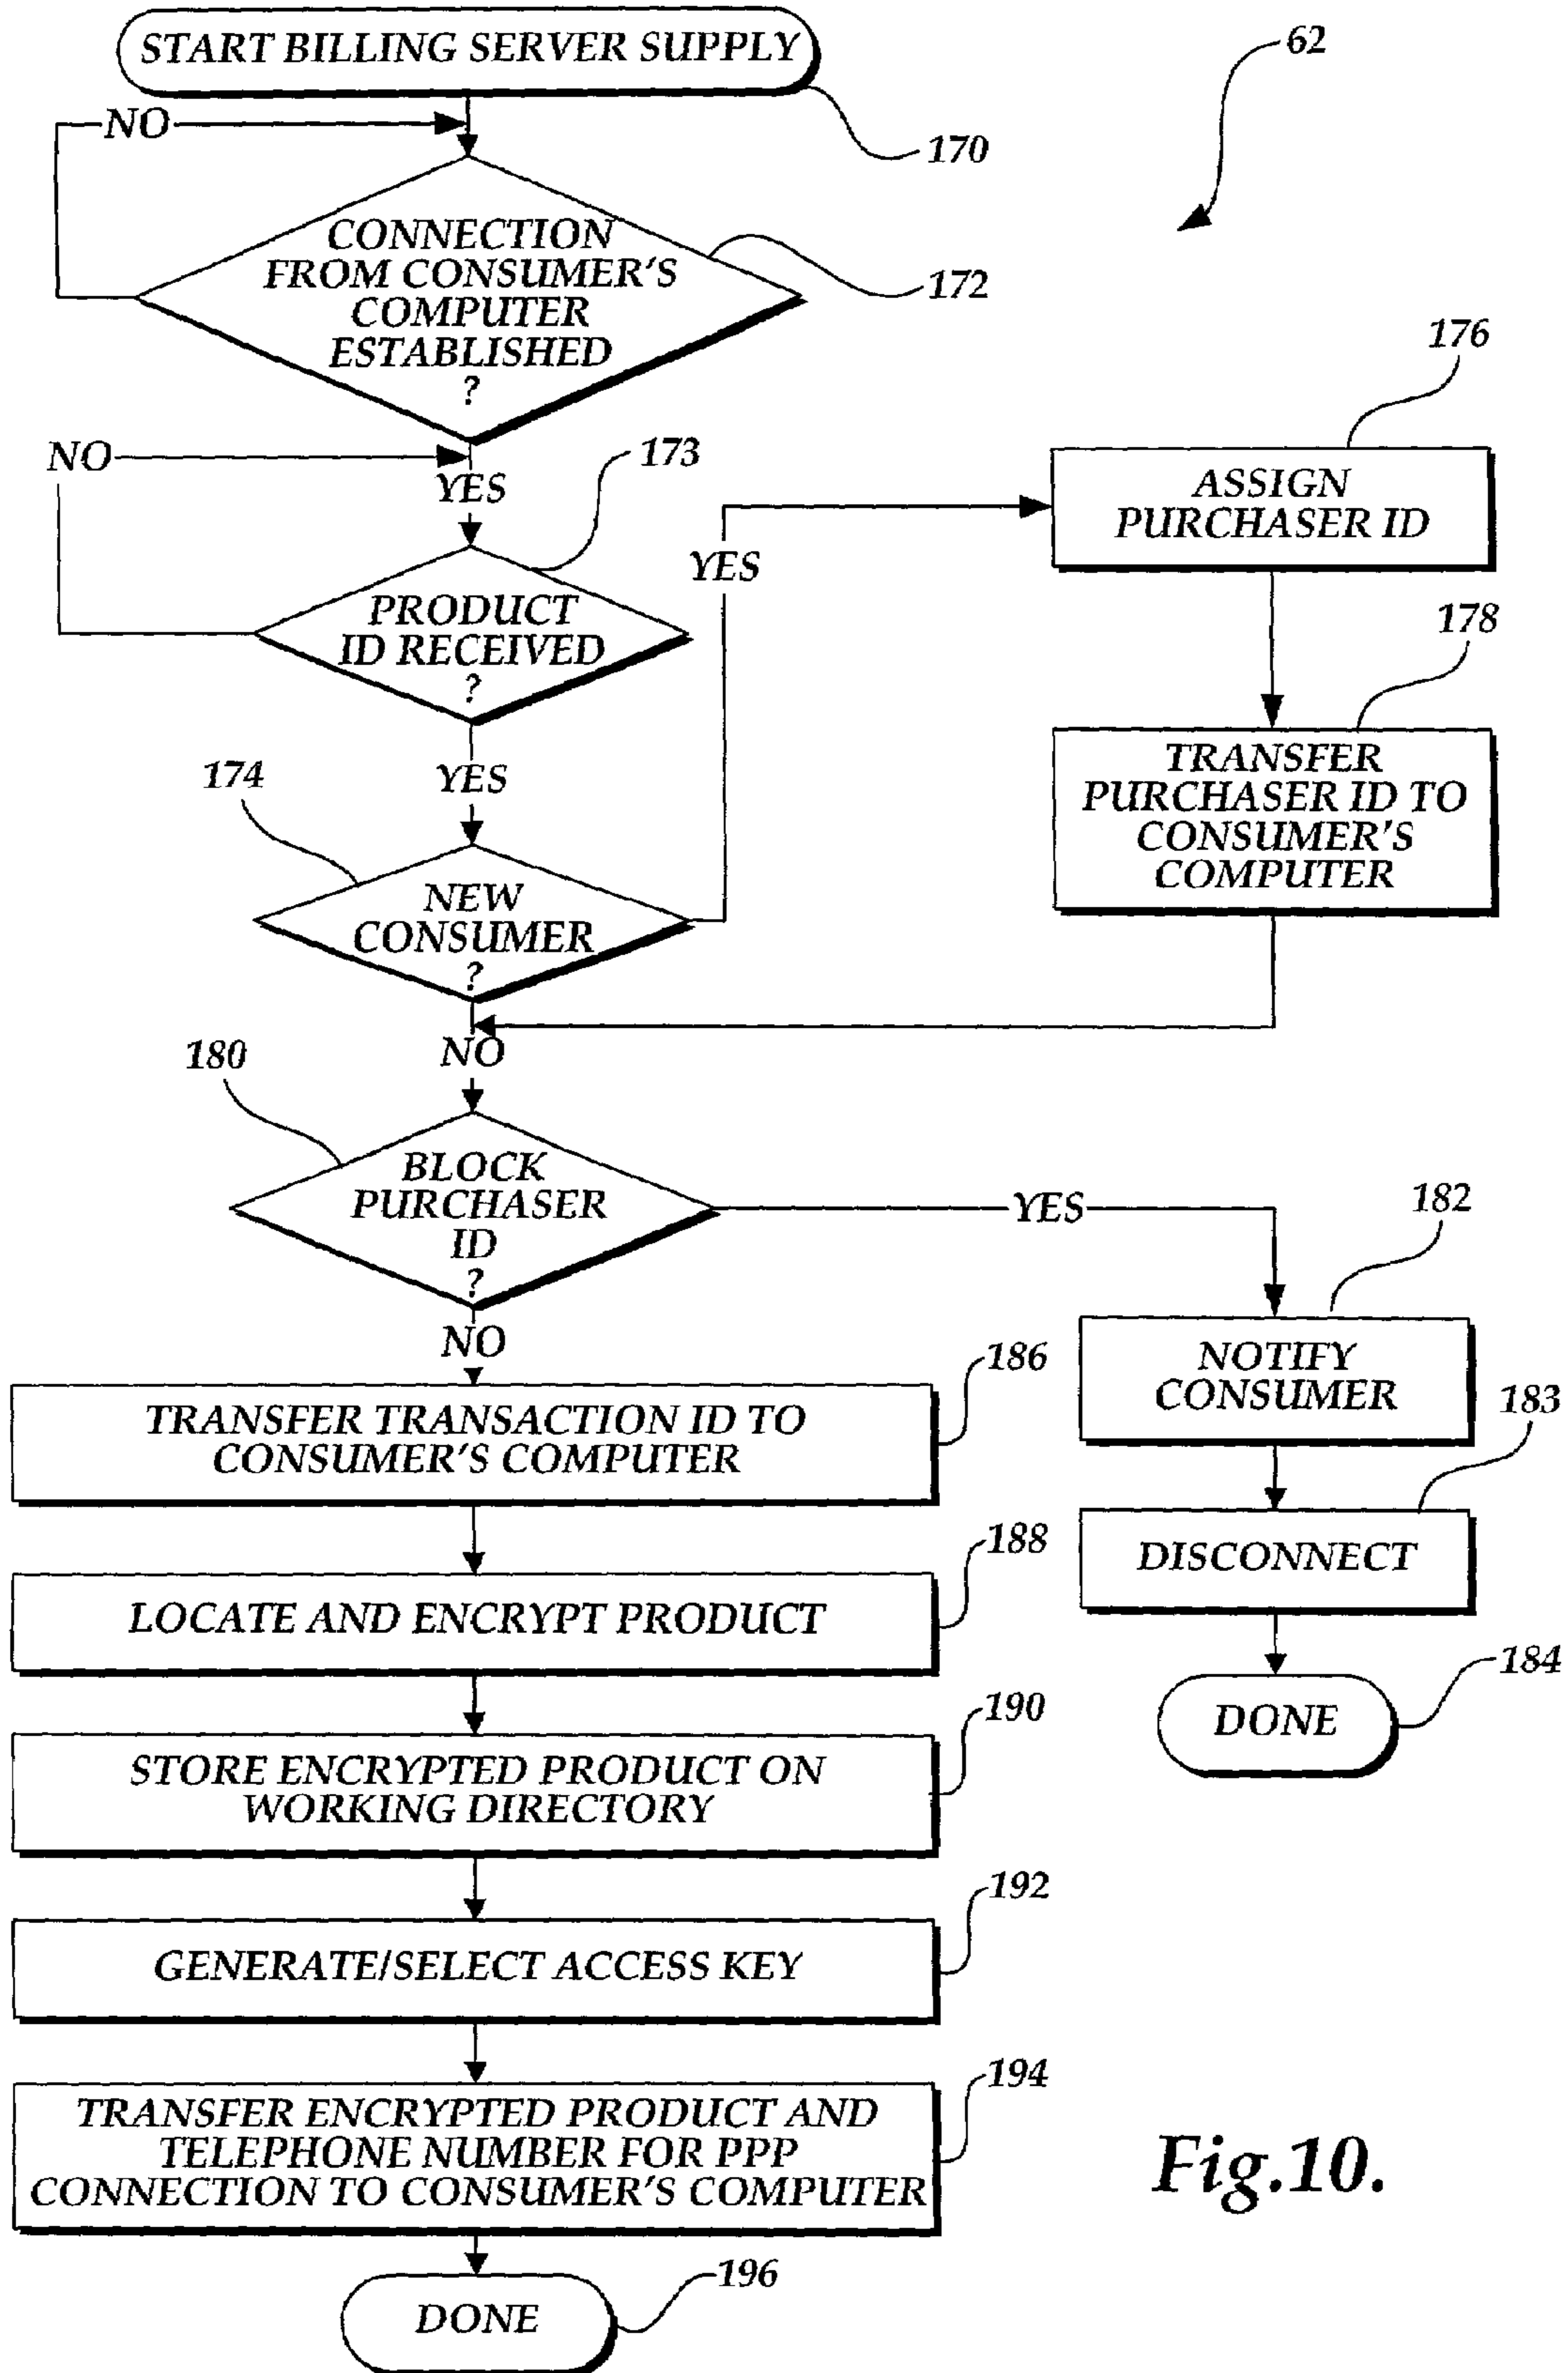 START BILLING SERVER SUPPLY
62
NO
170
CONNECTION
FROM CONSUMER'S
COMPUTER
ESTABLISHED
?
172
176
NO
173
YES
ASSIGN
PURCHASER ID
YES
PRODUCT
ID RECEIVED
?
178
174
YES
TRANSFER
PURCHASER ID TO
CONSUMER'S
COMPUTER
NEW
CONSUMER
?
NO
180
BLOCK
PURCHASER
ID
?
YES
182
NO
NOTIFY
CONSUMER
186
TRANSFER TRANSACTION ID TO
CONSUMER'S COMPUTER
183
DISCONNECT
188
LOCATE AND ENCRYPT PRODUCT
184
DONE
190
STORE ENCRYPTED PRODUCT ON
WORKING DIRECTORY
192
GENERATE/SELECT ACCESS KEY
194
TRANSFER ENCRYPTED PRODUCT AND
TELEPHONE NUMBER FOR PPP
CONNECTION TO CONSUMER'S COMPUTER
Fig.10.
196
DONE